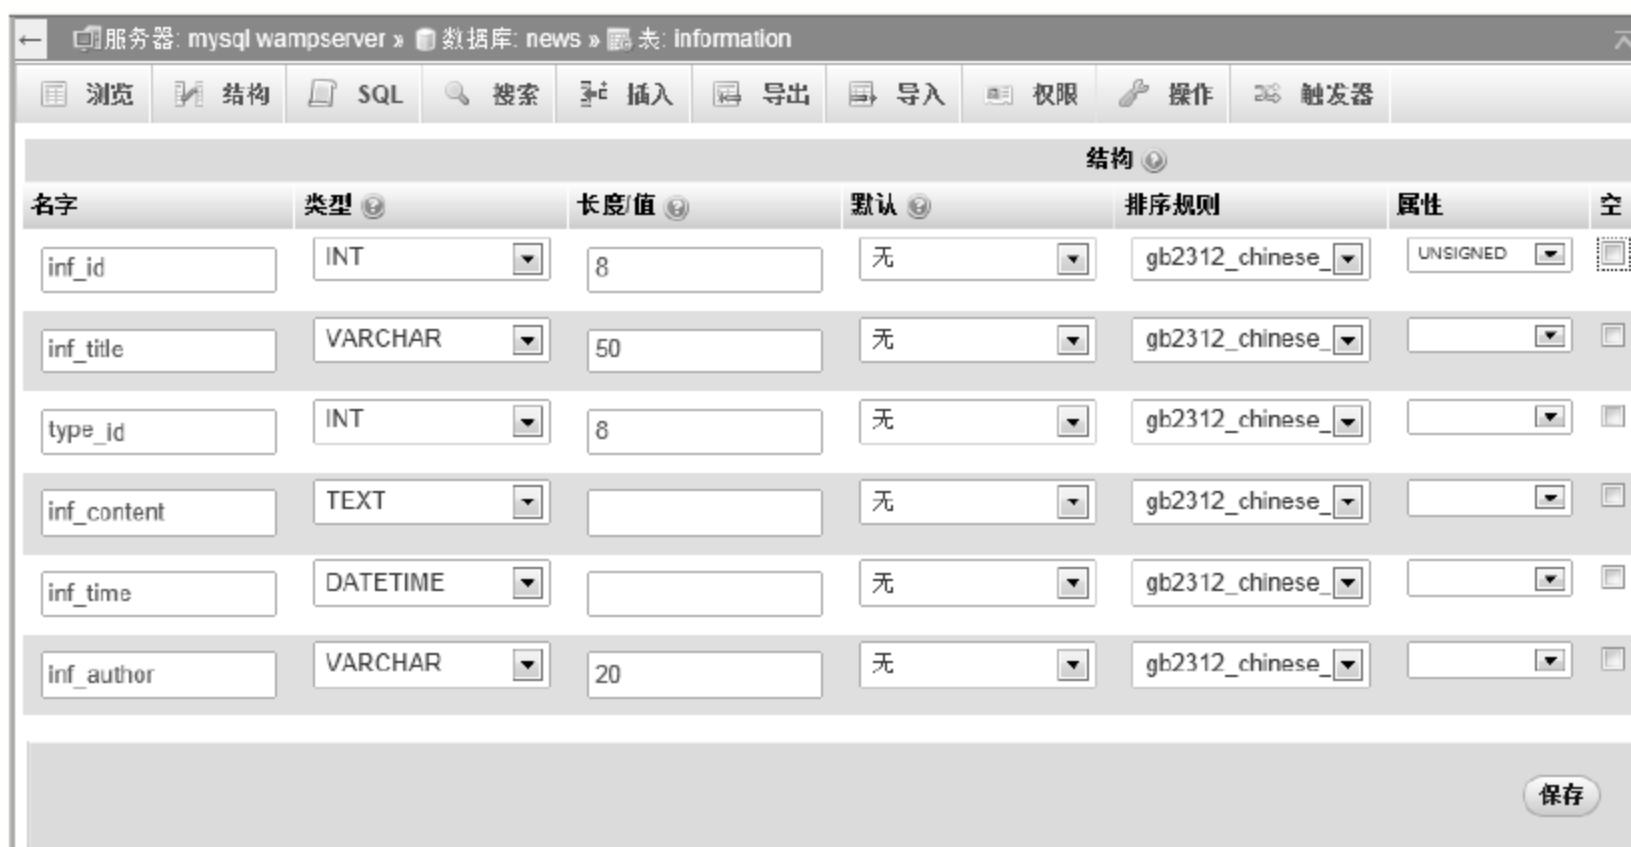 ← 服务器: mysql wampserver » 数据库: news » 表: information
浏览 结构 SQL 搜索 插入 导出 导入 权限 操作 触发器
结构
名字 类型 长度/值 默认 排序规则 属性 空
inf_id INT 8 无 gb2312_chinese_ UNSIGNED
inf_title VARCHAR 50 无 gb2312_chinese_
type_id INT 8 无 gb2312_chinese_
inf_content TEXT 无 gb2312_chinese_
inf_time DATETIME 无 gb2312_chinese_
inf_author VARCHAR 20 无 gb2312_chinese_
保存